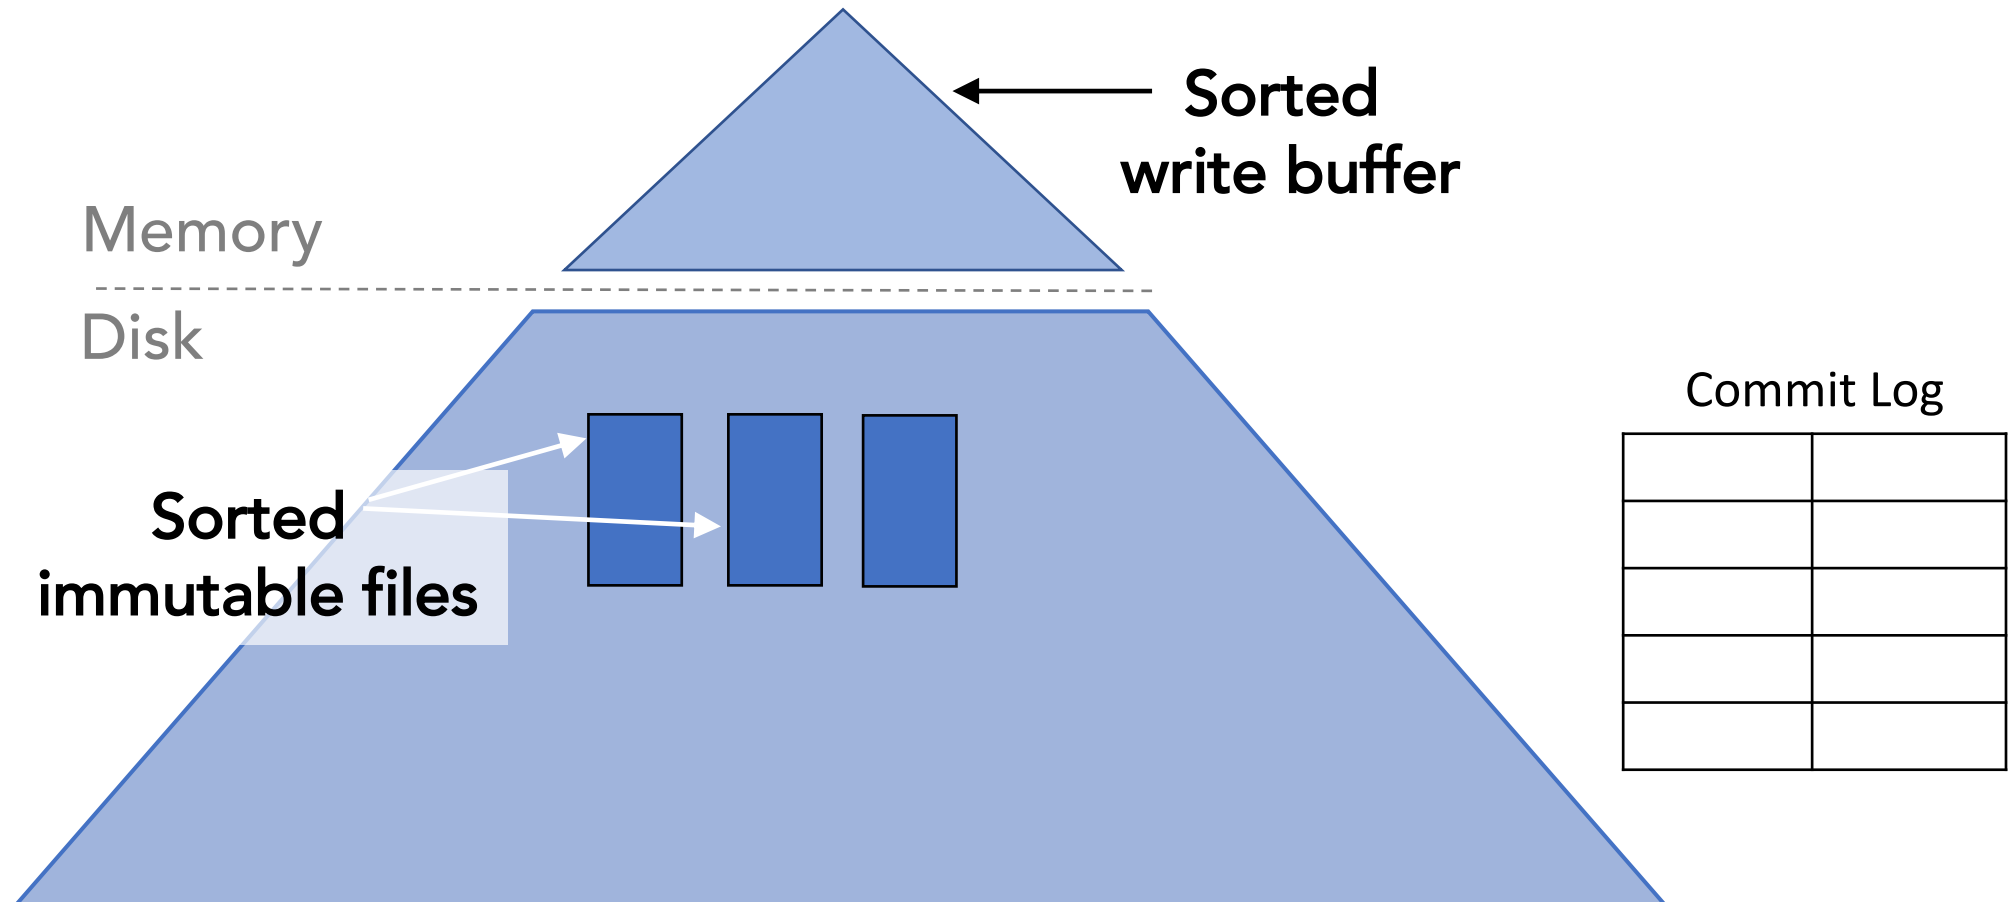 Sorted
write buffer
Memory
Disk
Commit Log
Sorted
immutable files